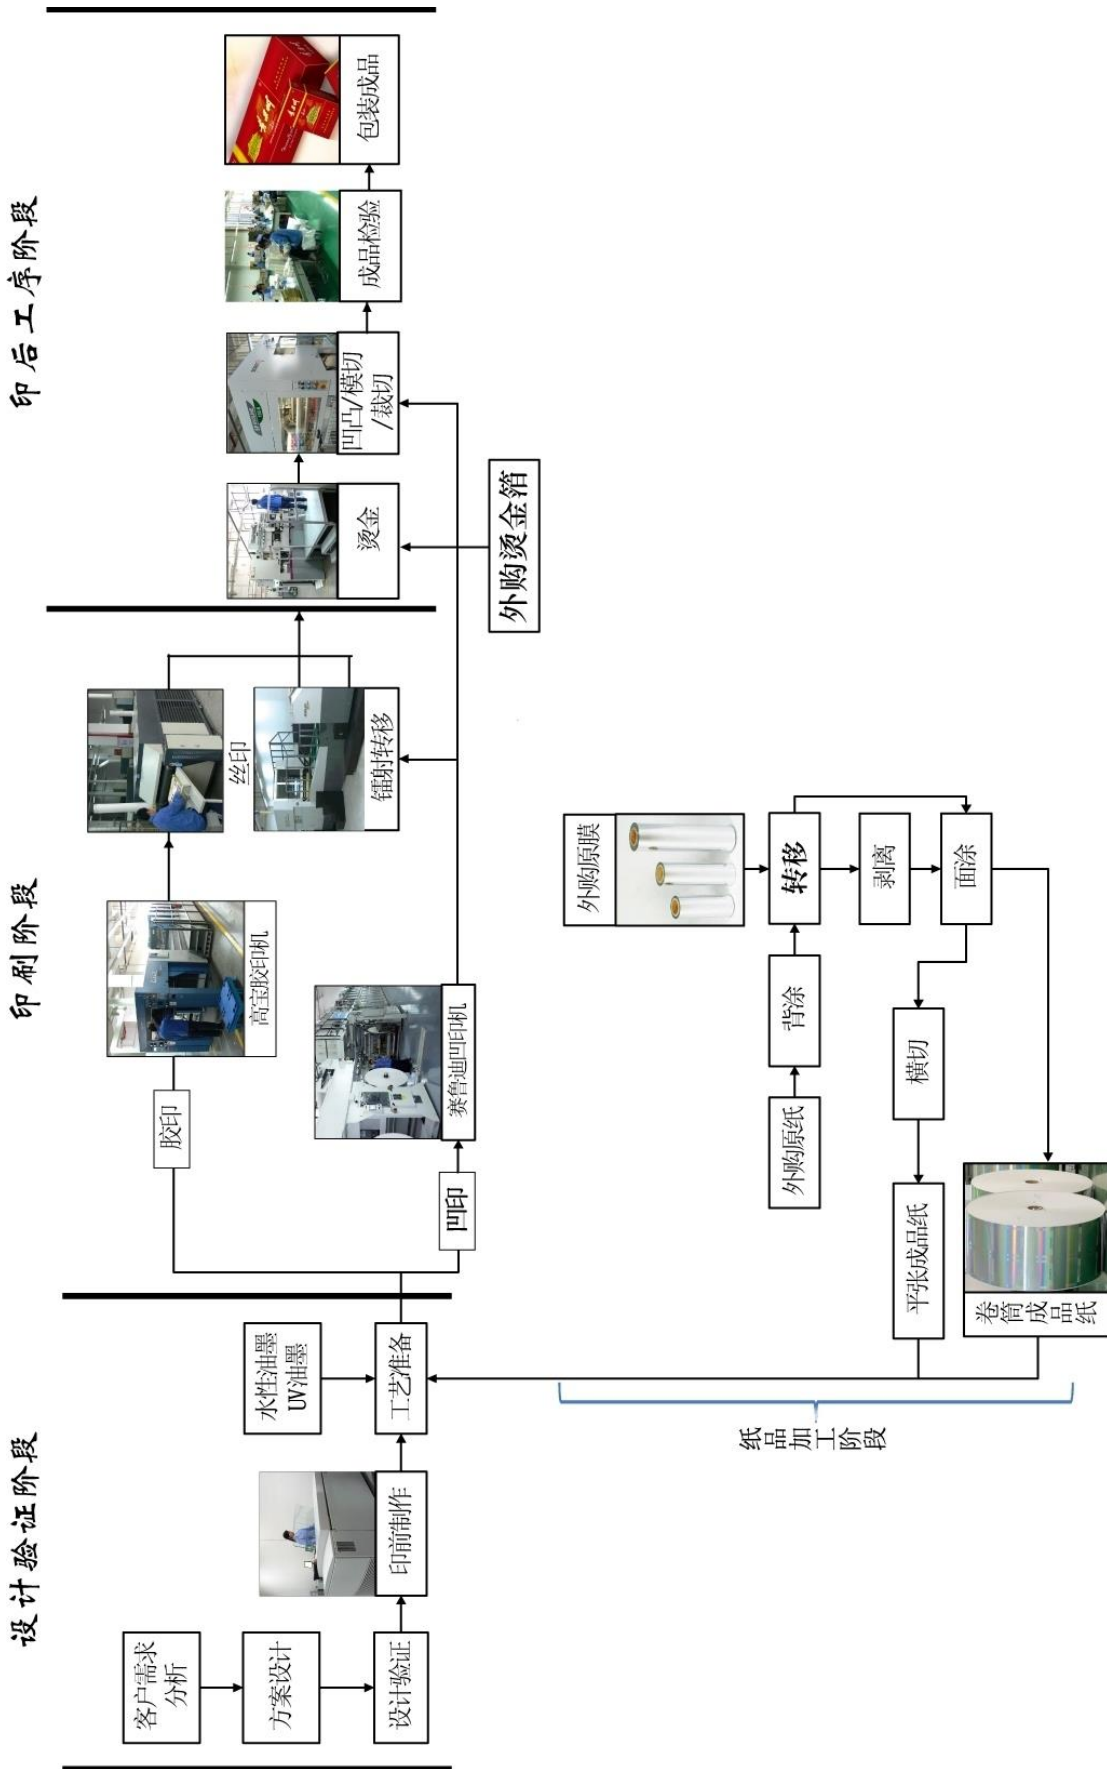 设计验证阶段
印刷阶段
印后工序阶段
客户需求
分析
方案设计
设计验证
印前制作
水性油墨
UV油墨
工艺准备
胶印
高宝胶印机
丝印
凹印
赛鲁迪凹印机
镭射转移
烫金
外购烫金箔
凹凸/模切
/裁切
成品检验
包装成品
纸品加工阶段
外购原纸
背涂
外购原膜
转移
剥离
面涂
横切
平张成品纸
卷筒成品纸